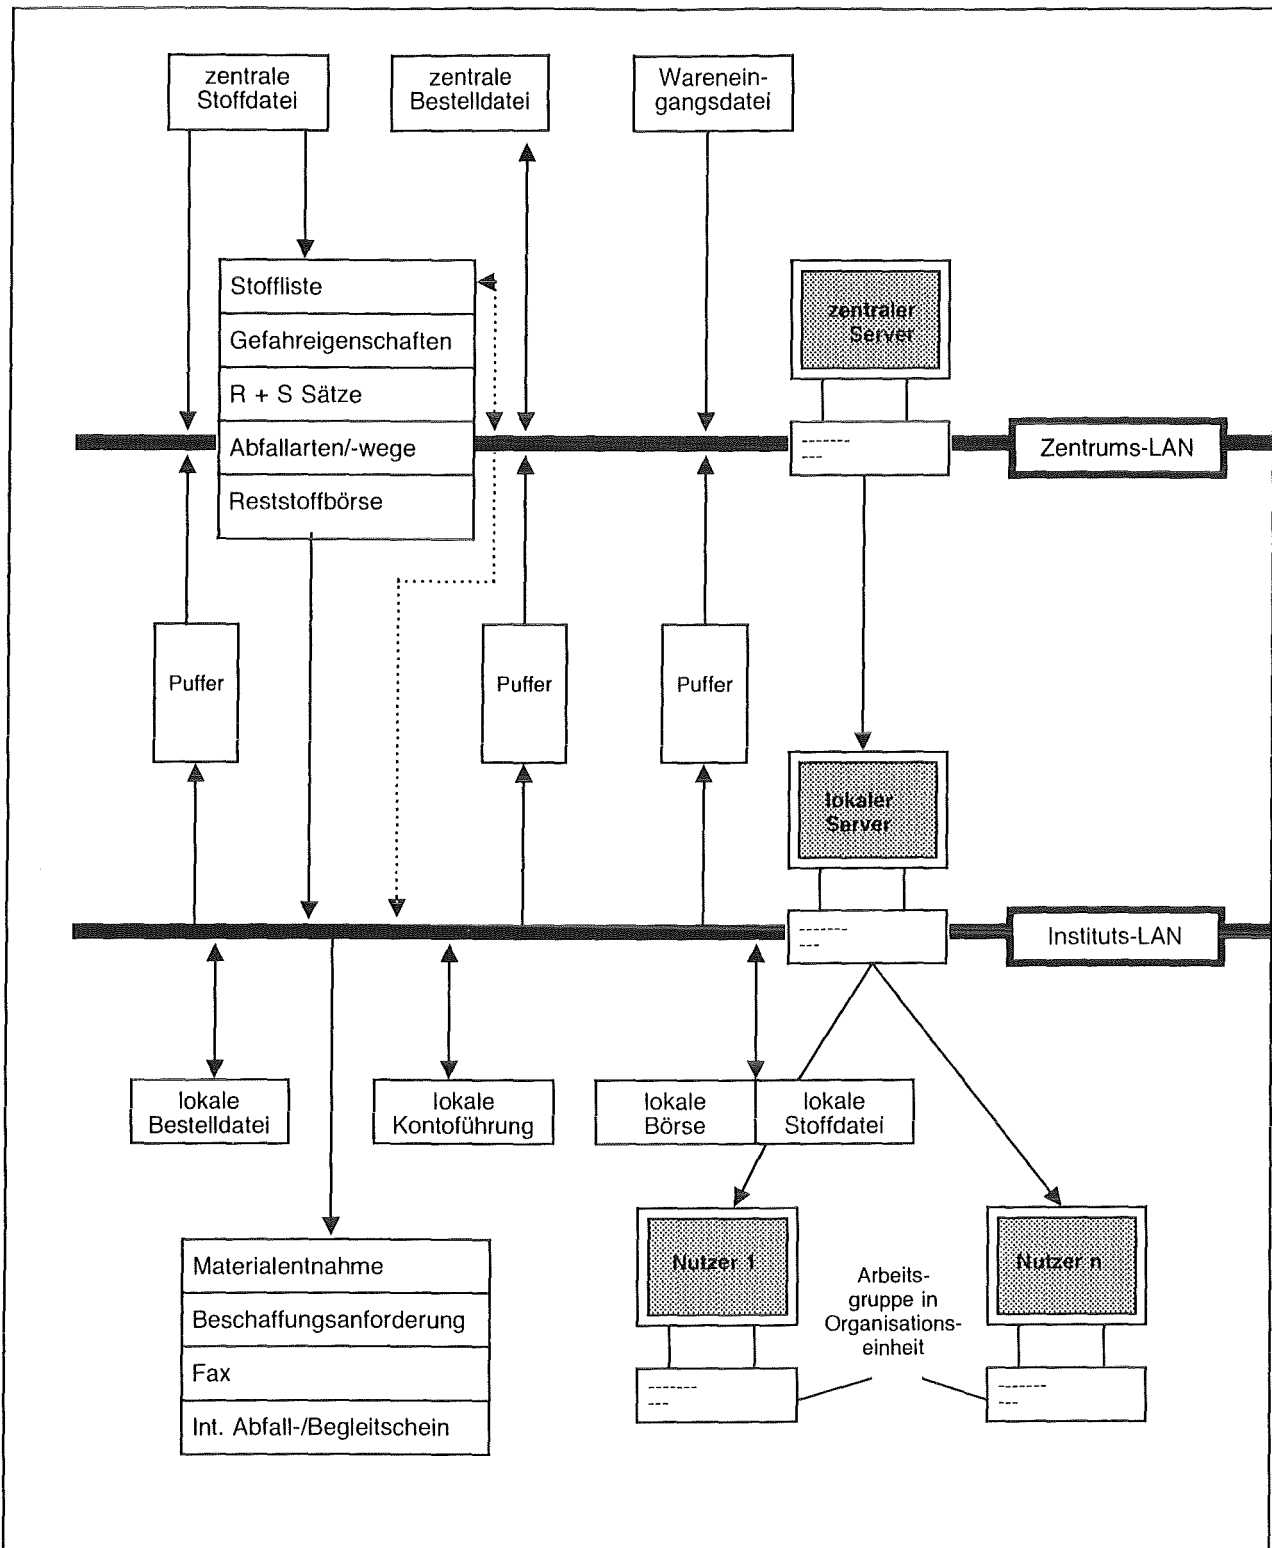 zentrale
Stoffdatei
zentrale
Bestelldatei
Warenein-
gangsdatei
Stoffliste
Gefahreigenschaften
R + S Sätze
Abfallarten/-wege
Reststoffbörse
zentraler
Server
Zentrums-LAN
Puffer
Puffer
Puffer
lokaler
Server
Instituts-LAN
lokale
Bestelldatei
lokale
Kontoführung
lokale
Börse
lokale
Stoffdatei
Materialentnahme
Beschaffungsanforderung
Fax
Int. Abfall-/Begleitschein
Nutzer 1
Arbeits-
gruppe in
Organisations-
einheit
Nutzer n